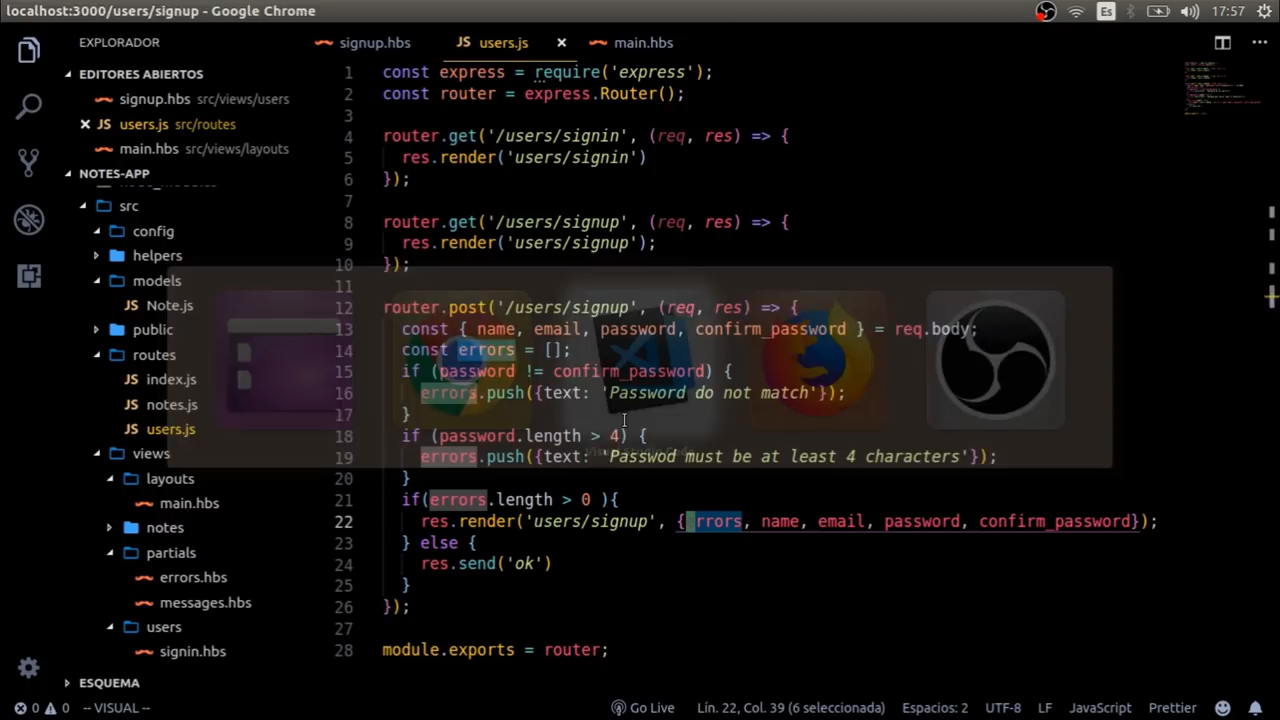 localhost:3000/users/signup - Google Chrome
Es
17:57
EXPLORADOR
signup.hbs
JS users.js
main.hbs
EDITORES ABIERTOS
signup.hbs src/views/users
JS users.js src/routes
main.hbs src/views/layouts
NOTES-APP
node_modules
src
config
helpers
models
JS Note.js
public
routes
JS index.js
JS notes.js
JS users.js
views
layouts
main.hbs
notes
partials
errors.hbs
messages.hbs
users
signin.hbs
ESQUEMA
1 const express = require('express');
2 const router = express.Router();
3
4 router.get('/users/signin', (req, res) => {
5 res.render('users/signin')
6 });
7
8 router.get('/users/signup', (req, res) => {
9 res.render('users/signup');
10 });
11
12 router.post('/users/signup', (req, res) => {
13 const { name, email, password, confirm_password } = req.body;
14 const errors = [];
15 if (password != confirm_password) {
16 errors.push({text: 'Password do not match'});
17 }
18 if (password.length > 4) {
19 errors.push({text: 'Passwod must be at least 4 characters'});
20 }
21 if(errors.length > 0 ){
22 res.render('users/signup', {errors, name, email, password, confirm_password});
23 } else {
24 res.send('ok')
25 }
26 });
27
28 module.exports = router;
0 0 -- VISUAL --
Go Live
Lín. 22, Col. 39 (6 seleccionada)
Espacios: 2
UTF-8
LF
JavaScript
Prettier